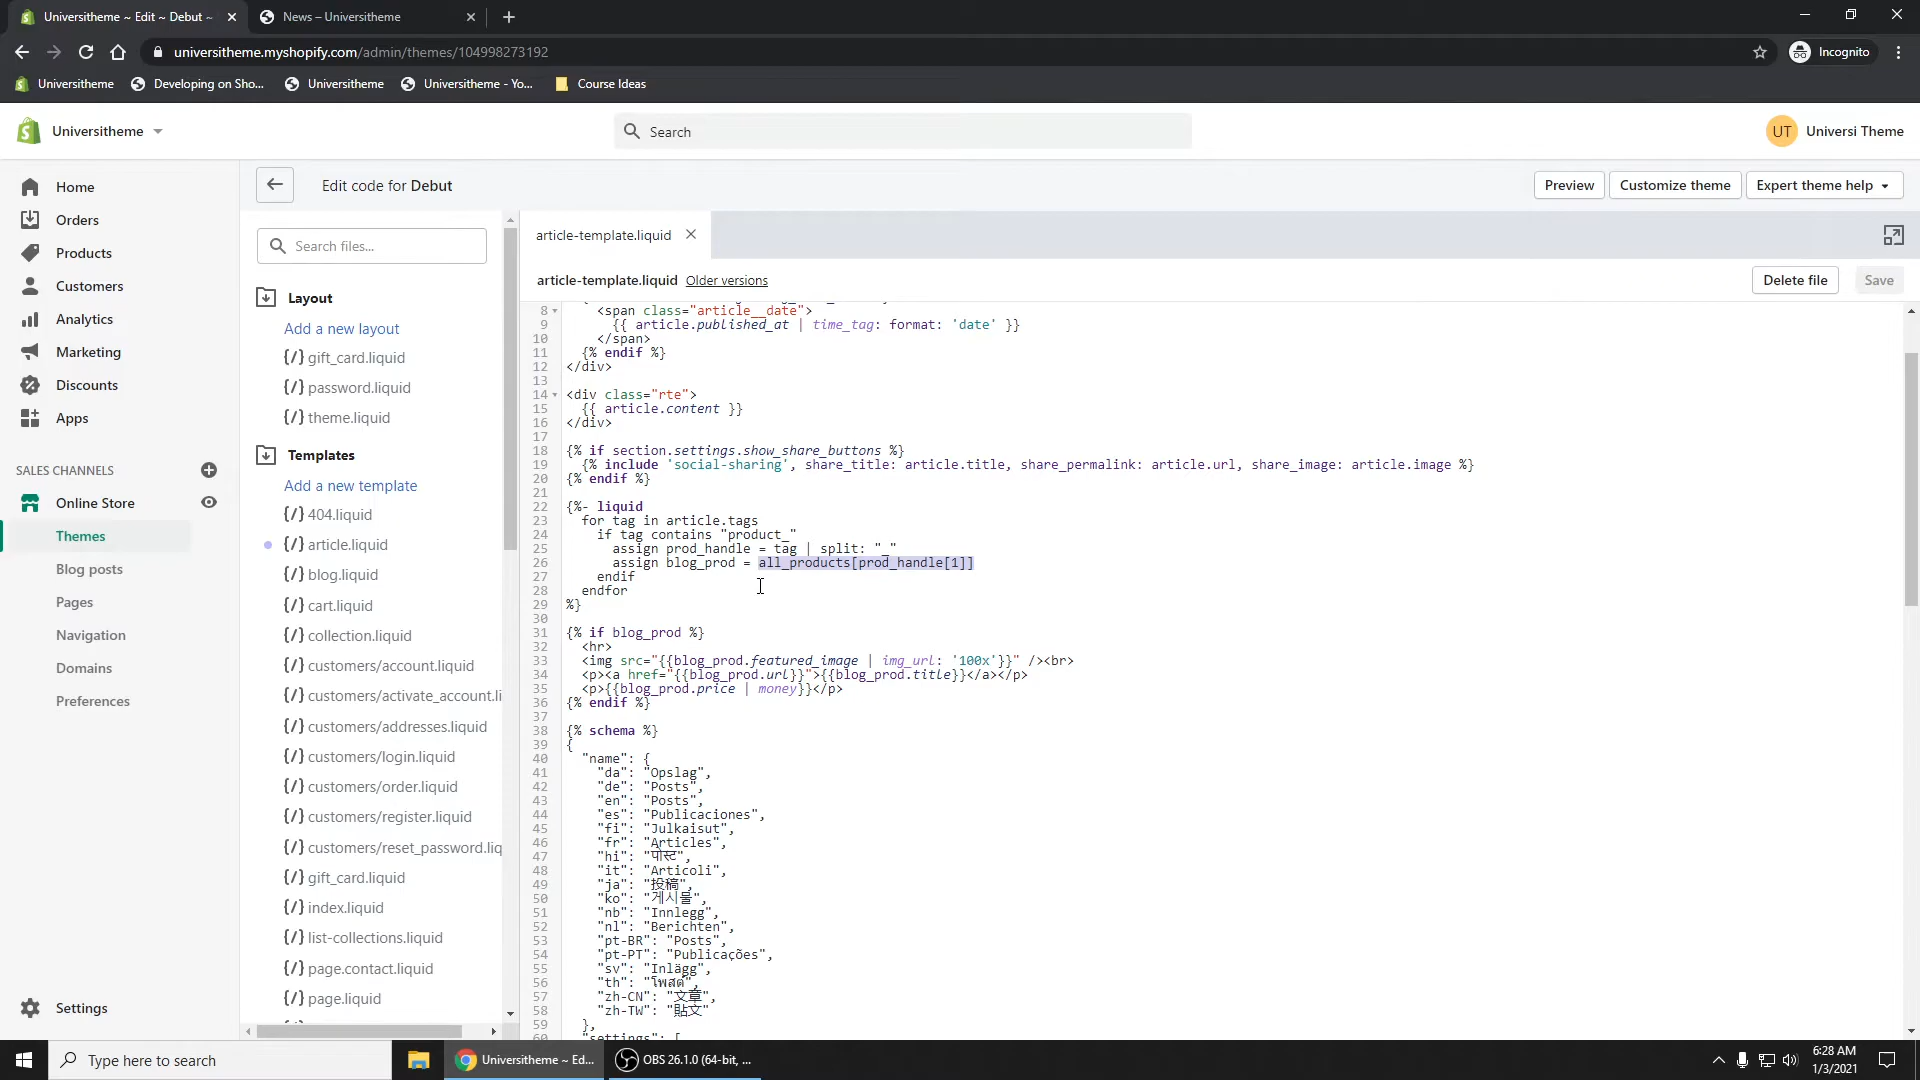 Universitheme ~ Edit ~ Debut ~
News – Universitheme
universitheme.myshopify.com/admin/themes/104998273192
Incognito
Universitheme
Developing on Sho...
Universitheme
Universitheme - Yo...
Course Ideas
Universitheme
Search
UT
Universi Theme
Home
Orders
Products
Customers
Analytics
Marketing
Discounts
Apps
SALES CHANNELS
Online Store
Themes
Blog posts
Pages
Navigation
Domains
Preferences
Settings
Edit code for Debut
Preview
Customize theme
Expert theme help
Search files...
Layout
Add a new layout
{/} gift_card.liquid
{/} password.liquid
{/} theme.liquid
Templates
Add a new template
{/} 404.liquid
{/} article.liquid
{/} blog.liquid
{/} cart.liquid
{/} collection.liquid
{/} customers/account.liquid
{/} customers/activate_account.li
{/} customers/addresses.liquid
{/} customers/login.liquid
{/} customers/order.liquid
{/} customers/register.liquid
{/} customers/reset_password.liq
{/} gift_card.liquid
{/} index.liquid
{/} list-collections.liquid
{/} page.contact.liquid
{/} page.liquid
article-template.liquid
article-template.liquid Older versions
Delete file
Save
8 <span class="article__date">
9 {{ article.published_at | time_tag: format: 'date' }}
10 </span>
11 {% endif %}
12 </div>
13
14 <div class="rte">
15 {{ article.content }}
16 </div>
17
18 {% if section.settings.show_share_buttons %}
19 {% include 'social-sharing', share_title: article.title, share_permalink: article.url, share_image: article.image %}
20 {% endif %}
21
22 {%- liquid
23 for tag in article.tags
24 if tag contains "product_"
25 assign prod_handle = tag | split: "_"
26 assign blog_prod = all_products[prod_handle[1]]
27 endif
28 endfor
29 %}
30
31 {% if blog_prod %}
32 <hr>
33 <img src="{{blog_prod.featured_image | img_url: '100x'}}" /><br>
34 <p><a href="{{blog_prod.url}}">{{blog_prod.title}}</a></p>
35 <p>{{blog_prod.price | money}}</p>
36 {% endif %}
37
38 {% schema %}
39 {
40 "name": {
41 "da": "Opslag",
42 "de": "Posts",
43 "en": "Posts",
44 "es": "Publicaciones",
45 "fi": "Julkaisut",
46 "fr": "Articles",
47 "hi": "पोस्ट",
48 "it": "Articoli",
49 "ja": "投稿",
50 "ko": "게시물",
51 "nb": "Innlegg",
52 "nl": "Berichten",
53 "pt-BR": "Posts",
54 "pt-PT": "Publicações",
55 "sv": "Inlägg",
56 "th": "โพสต์",
57 "zh-CN": "文章",
58 "zh-TW": "貼文"
59 },
60 "settings": [
Type here to search
Universitheme ~ Ed...
OBS 26.1.0 (64-bit, ...
6:28 AM
1/3/2021